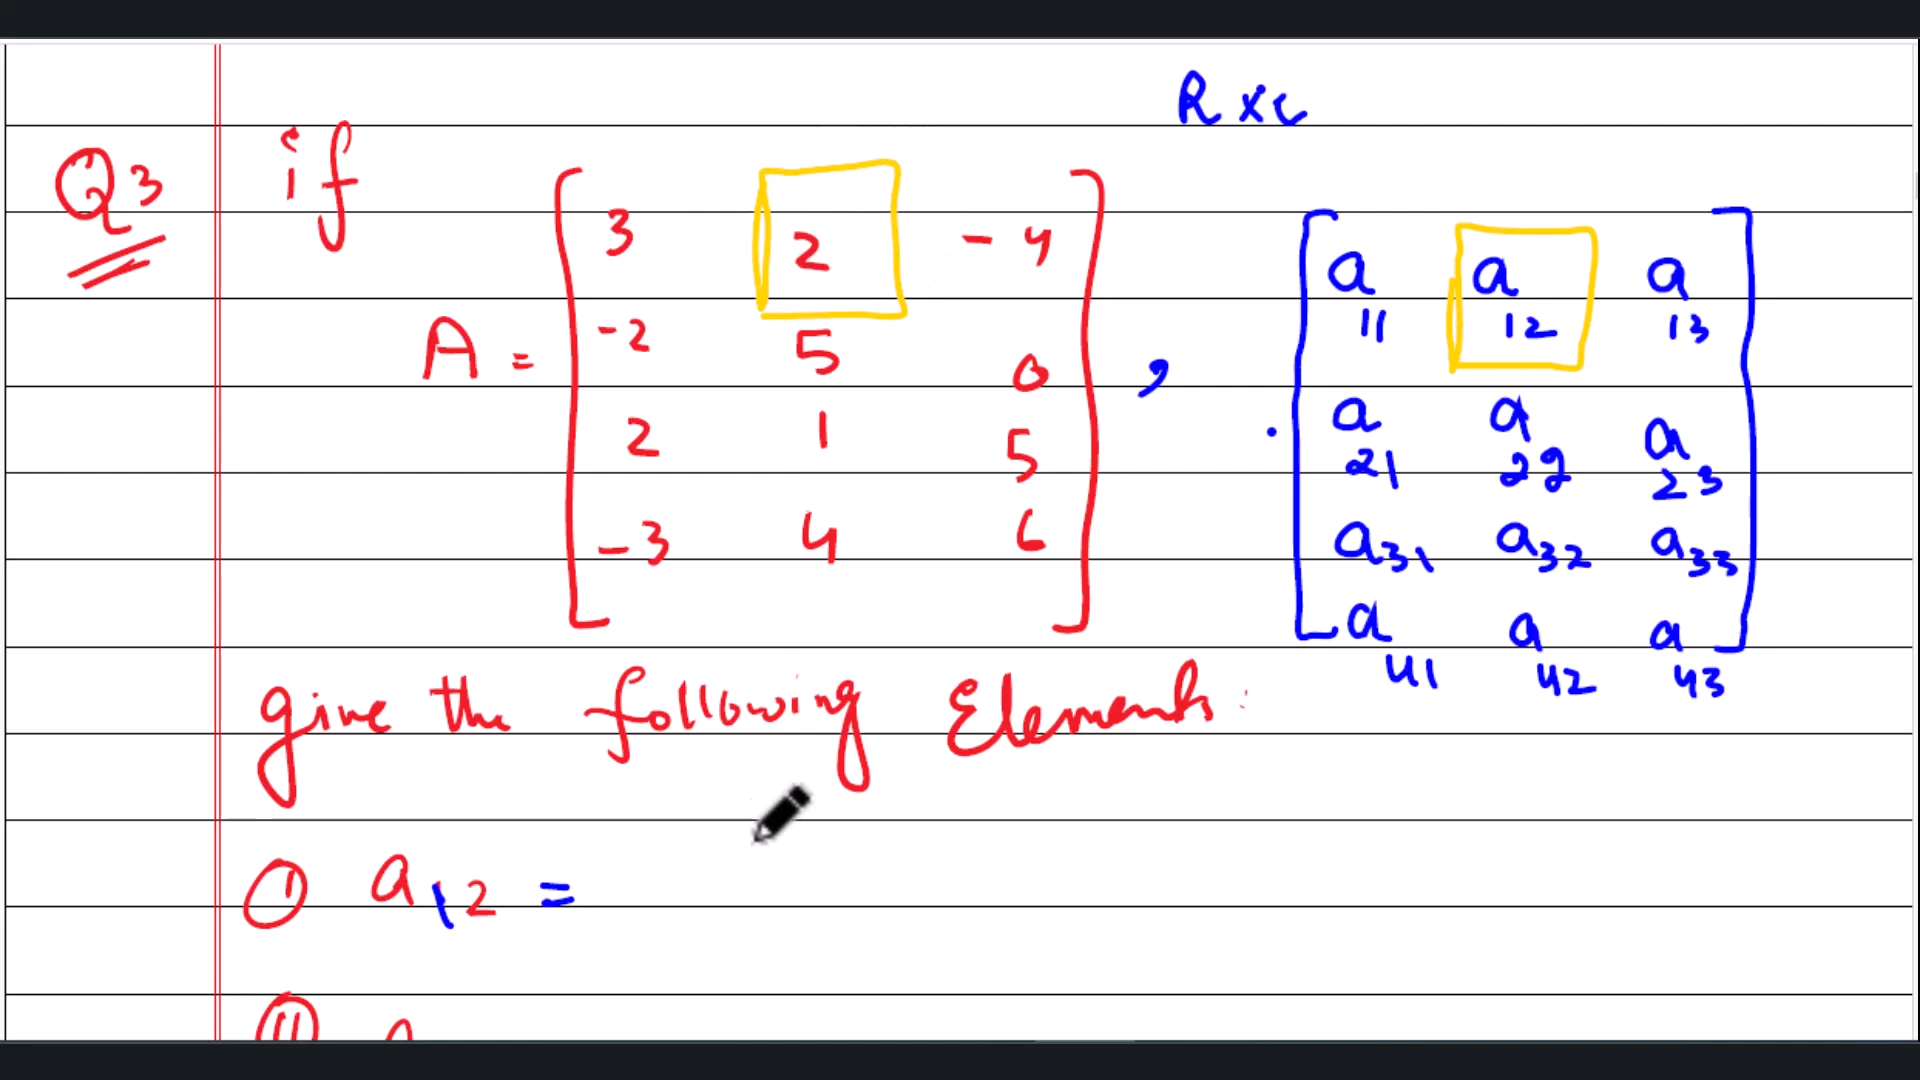 R x C
Q3 if
A = [ 3 2 -4
-2 5 0
2 1 5
-3 4 6 ] ,
[ a11 a12 a13
a21 a22 a23
a31 a32 a33
a41 a42 a43 ]
give the following Elements:
(1) a12 =
(11) a